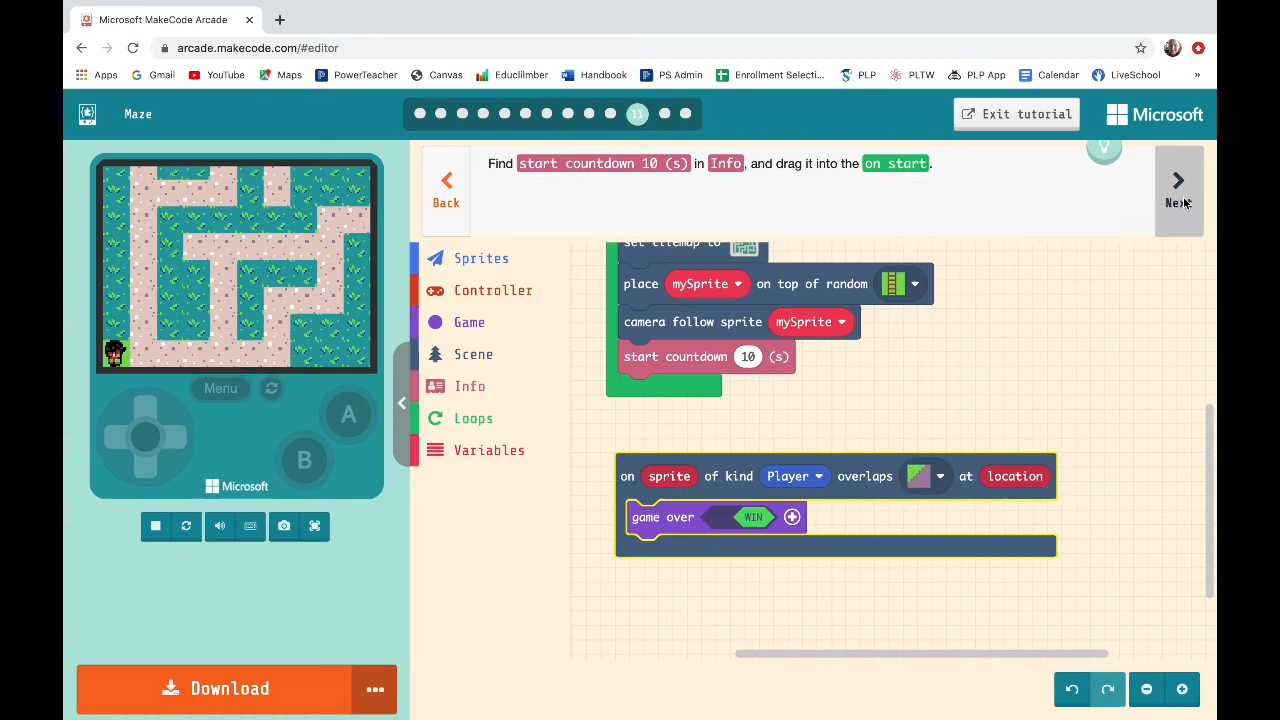 Microsoft MakeCode Arcade
arcade.makecode.com/#editor
Apps Gmail YouTube Maps PowerTeacher Canvas Educlimber Handbook PS Admin Enrollment Selecti... PLP PLTW PLP App Calendar LiveSchool »
Maze 11 Exit tutorial Microsoft
Find start countdown 10 (s) in Info, and drag it into the on start.
Back
Next
Sprites
Controller
Game
Scene
Info
Loops
Variables
set tilemap to
place mySprite on top of random
camera follow sprite mySprite
start countdown 10 (s)
on sprite of kind Player overlaps at location
game over WIN
Menu
A
B
Microsoft
Download ...